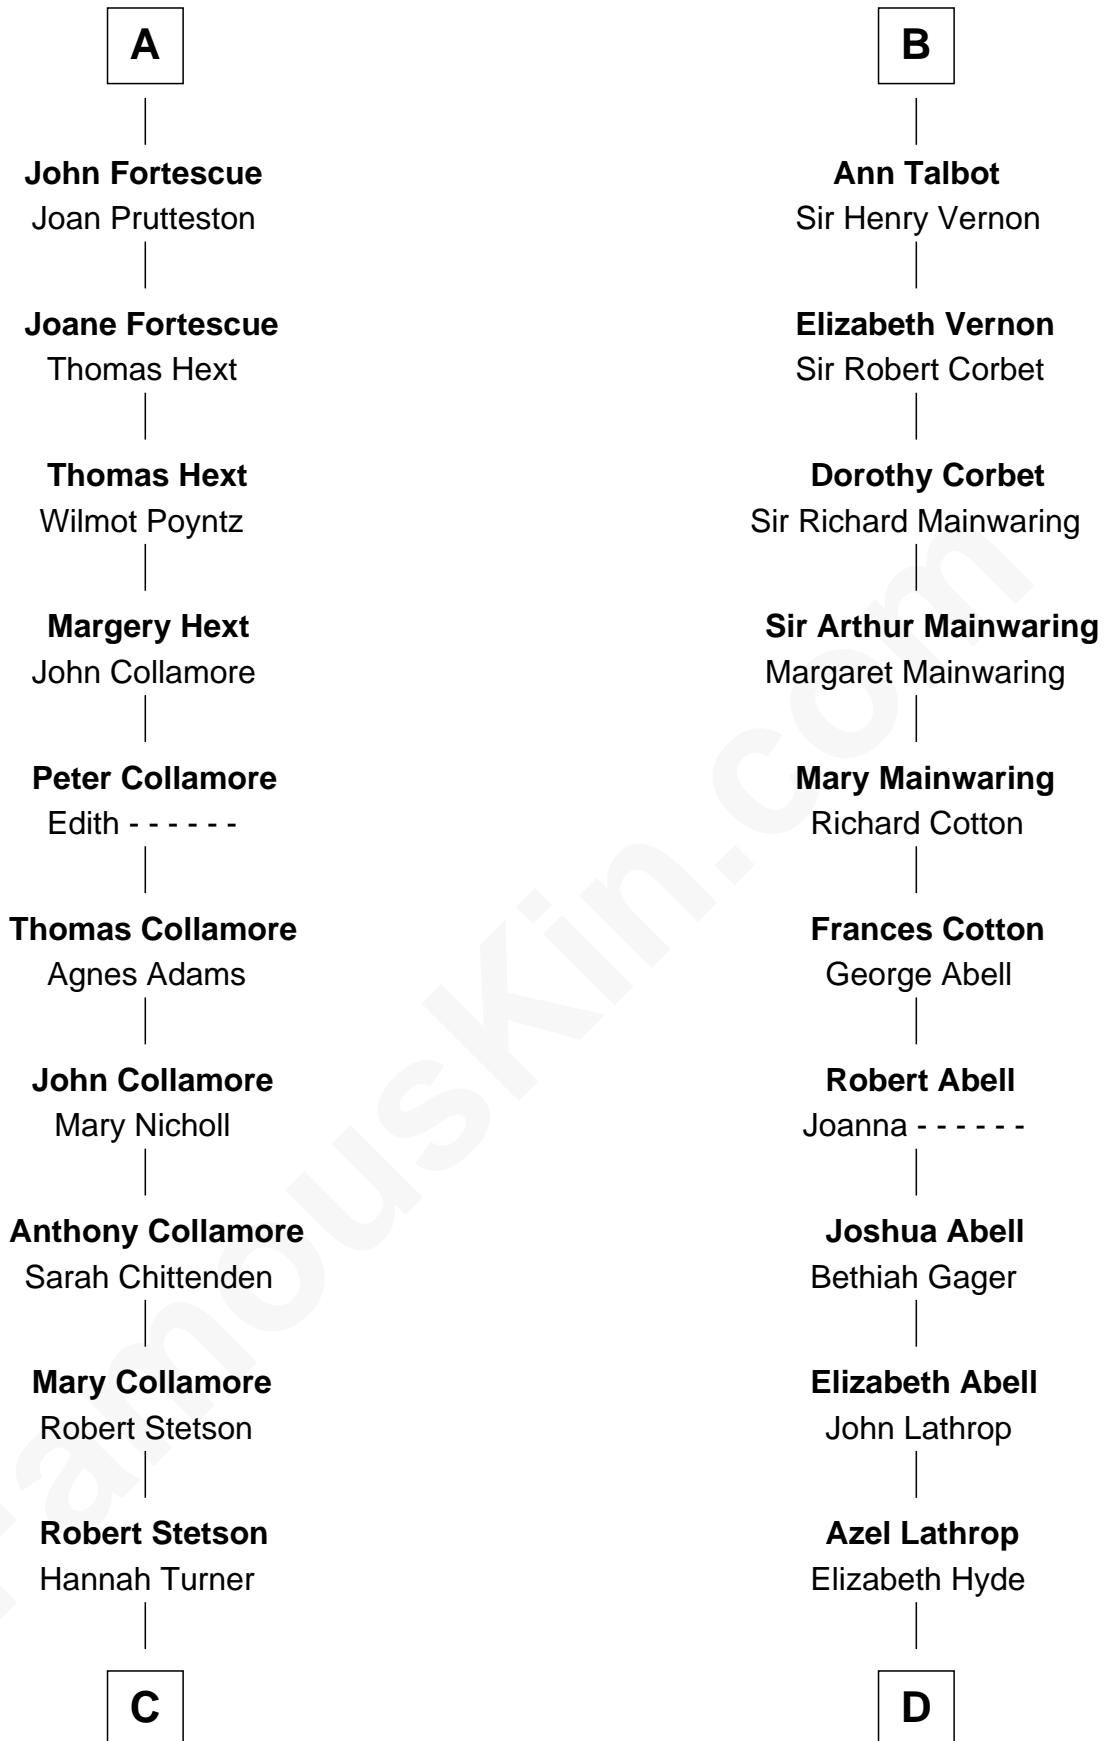 A
John Fortescue
Joan Prutteston
Joane Fortescue
Thomas Hext
Thomas Hext
Wilmot Poyntz
Margery Hext
John Collamore
Peter Collamore
Edith - - - - - -
Thomas Collamore
Agnes Adams
John Collamore
Mary Nicholl
Anthony Collamore
Sarah Chittenden
Mary Collamore
Robert Stetson
Robert Stetson
Hannah Turner
C
B
Ann Talbot
Sir Henry Vernon
Elizabeth Vernon
Sir Robert Corbet
Dorothy Corbet
Sir Richard Mainwaring
Sir Arthur Mainwaring
Margaret Mainwaring
Mary Mainwaring
Richard Cotton
Frances Cotton
George Abell
Robert Abell
Joanna - - - - - -
Joshua Abell
Bethiah Gager
Elizabeth Abell
John Lathrop
Azel Lathrop
Elizabeth Hyde
D
FamousKin.com